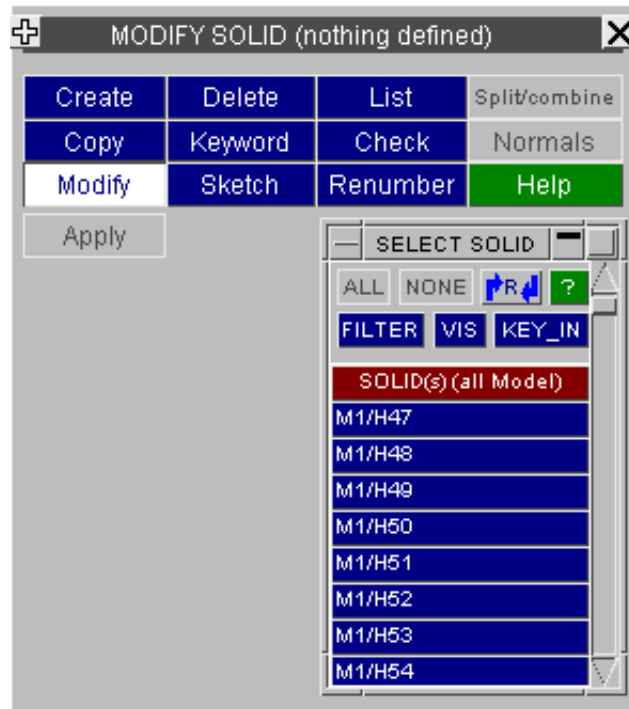 MODIFY SOLID (nothing defined)
Create Delete List Split/combine
Copy Keyword Check Normals
Modify Sketch Renumber Help
Apply
SELECT SOLID
ALL NONE R ?
FILTER VIS KEY_IN
SOLID(s) (all Model)
M1/H47
M1/H48
M1/H49
M1/H50
M1/H51
M1/H52
M1/H53
M1/H54